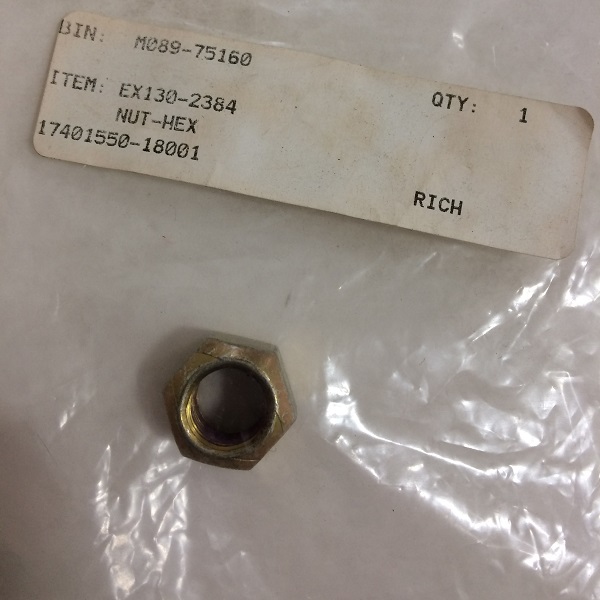 BIN: M089-75160
ITEM: EX130-2384 QTY: 1
NUT-HEX
17401550-18001
RICH